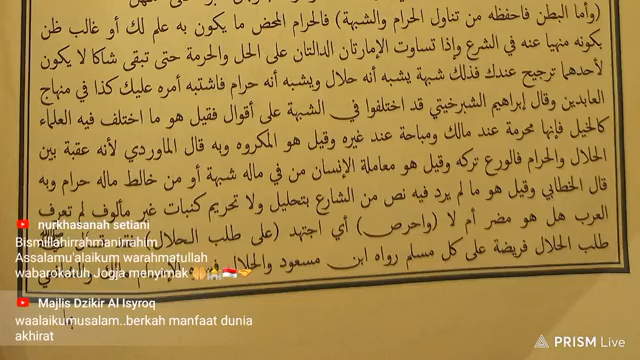 (وأما البطن فاحفظه من تناول الحرام والشبهة) فالحرام المحض ما يكون به علم لك أو غالب ظن
بكونه منهيا عنه في الشرع وإذا تساوت الإمارتان الدالتان على الحل والحرمة حتى تبقى شاكا لا يكون
لأحدهما ترجيح عندك فذلك شبهة يشبه أنه حلال ويشبه أنه حرام فاشتبه أمره عليك كذا في منهاج
العابدين وقال إبراهيم الشبرخيتي قد اختلفوا في الشبهة على أقوال فقيل هو ما اختلف فيه العلماء
كالخيل فإنها محرمة عند مالك ومباحة عند غيره وقيل هو المكروه وبه قال الماوردي لأنه عقبة بين
الحلال والحرام فالورع تركه وقيل هو معاملة الإنسان من في ماله شبهة أو من خالط ماله حرام وبه
قال الخطابي وقيل هو ما لم يرد فيه نص من الشارع بتحليل ولا تحريم كنبات غير مألوف لم تعرف
العرب هل هو مضر أم لا (واحرص) أي اجتهد (على طلب الحلال)
طلب الحلال فريضة على كل مسلم رواه ابن مسعود والحلال
nurkhasanah setiani
Bismillahirrahmanirrahim
Assalamu'alaikum warahmatullah
wabarokatuh Jogja menyimak
Majlis Dzikir Al Isyroq
waalaikumusalam..berkah manfaat dunia
akhirat
PRISM Live